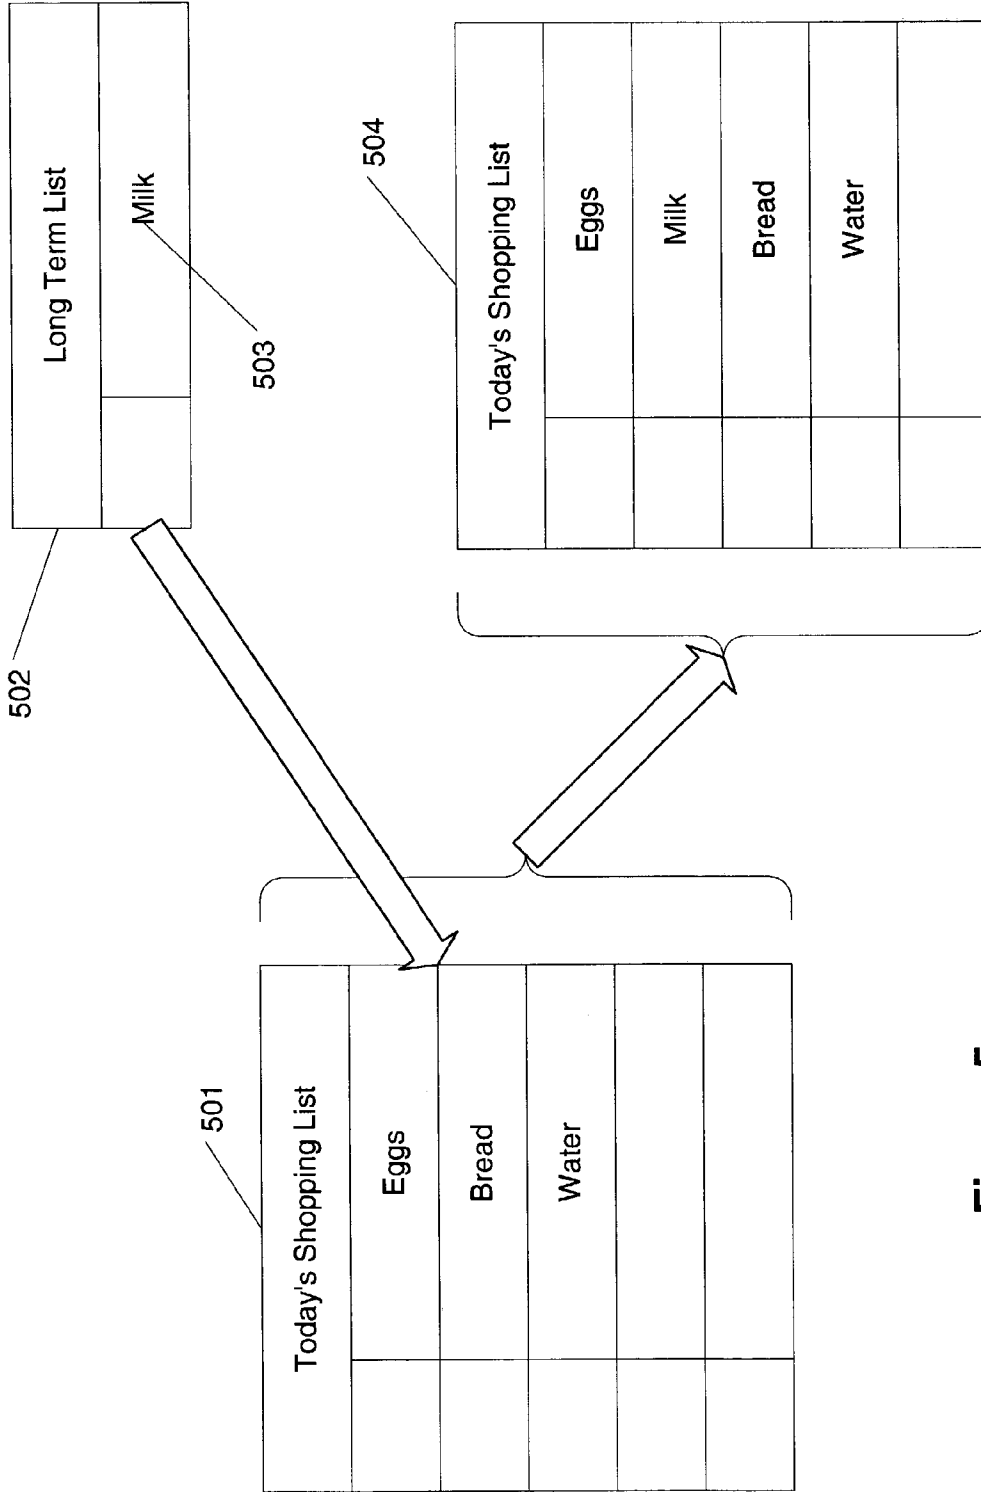 502
Long Term List
Milk
503
501
Today's Shopping List
Eggs
Bread
Water
504
Today's Shopping List
Eggs
Milk
Bread
Water